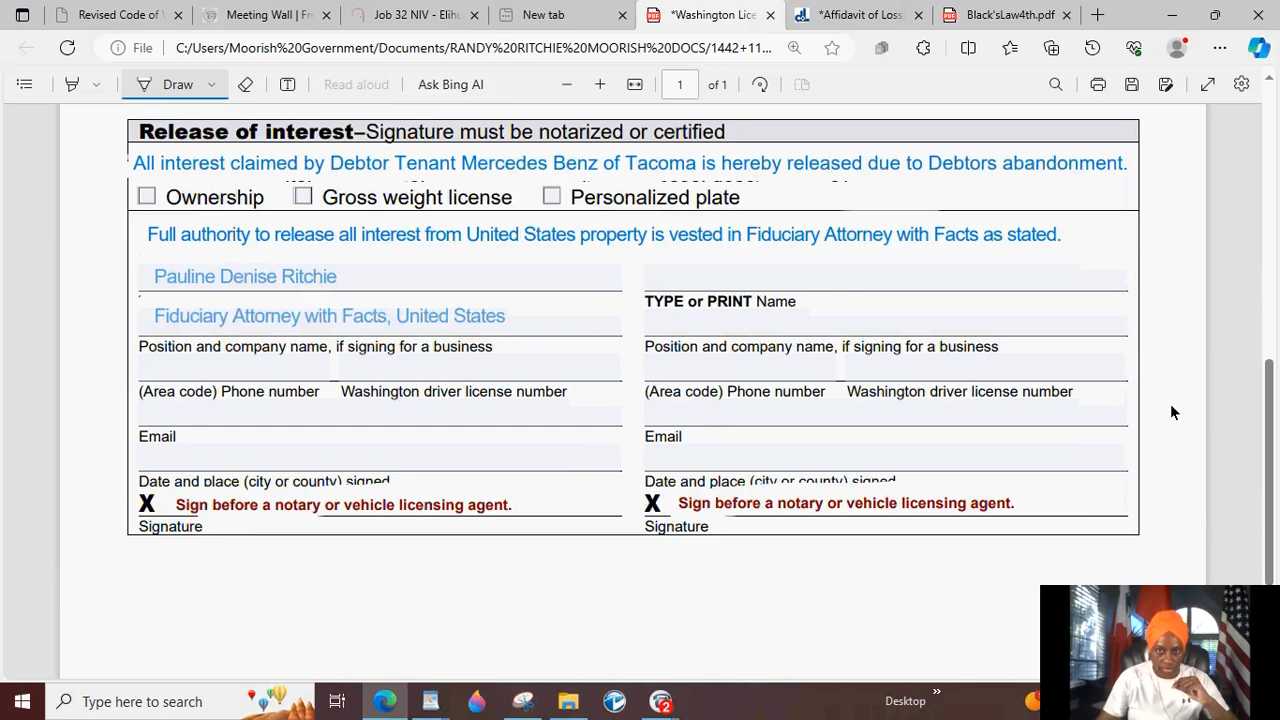 Revised Code of W
Meeting Wall | Fre
Job 32 NIV - Elihu
New tab
*Washington Lice
*Affidavit of Loss
Black'sLaw4th.pdf
File
C:/Users/Moorish%20Government/Documents/RANDY%20RITCHIE%20MOORISH%20DOCS/1442+11...
Draw
Read aloud
Ask Bing AI
1
of 1
Release of interest–Signature must be notarized or certified
All interest claimed by Debtor Tenant Mercedes Benz of Tacoma is hereby released due to Debtors abandonment.
Ownership
Gross weight license
Personalized plate
Full authority to release all interest from United States property is vested in Fiduciary Attorney with Facts as stated.
Pauline Denise Ritchie
TYPE or PRINT Name
Fiduciary Attorney with Facts, United States
Position and company name, if signing for a business
Position and company name, if signing for a business
(Area code) Phone number
Washington driver license number
(Area code) Phone number
Washington driver license number
Email
Email
Date and place (city or county) signed
Date and place (city or county) signed
X Sign before a notary or vehicle licensing agent.
X Sign before a notary or vehicle licensing agent.
Signature
Signature
Type here to search
2
Desktop